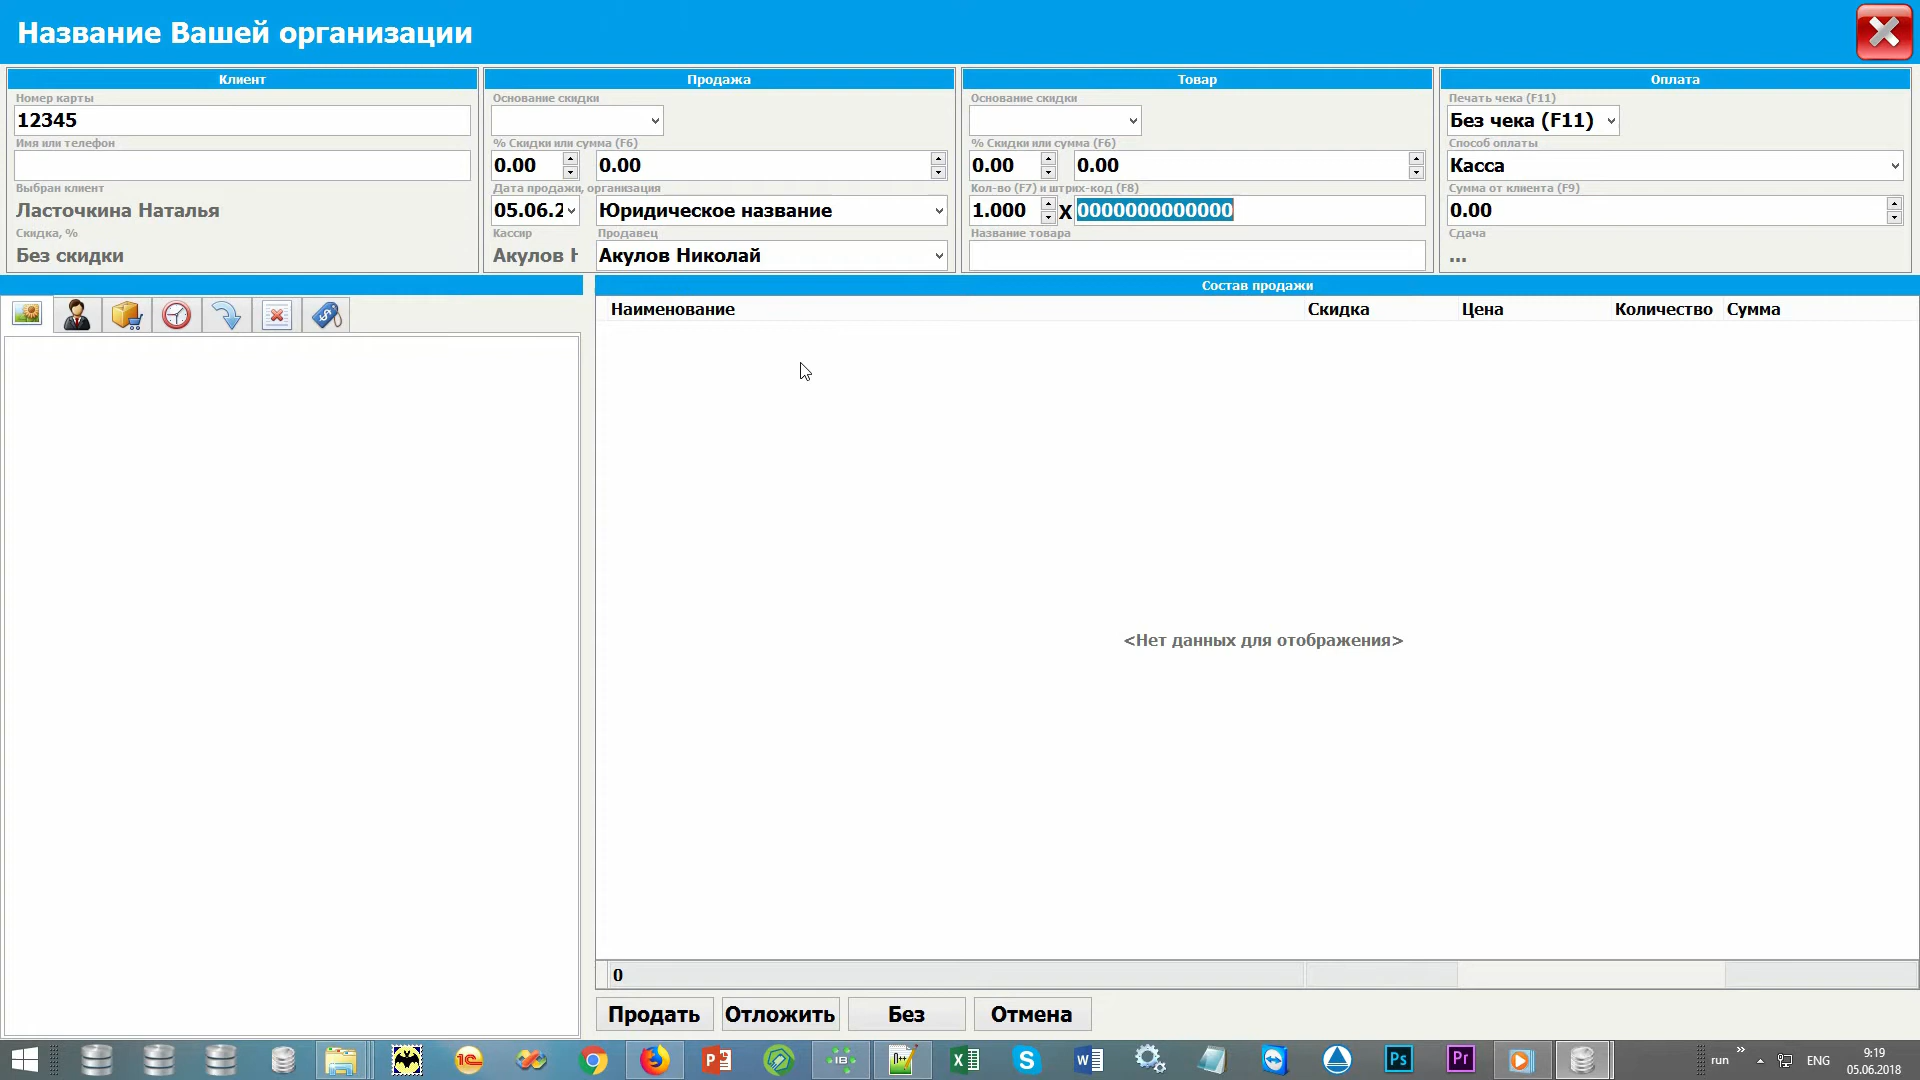 Название Вашей организации
Клиент
Номер карты
12345
Имя или телефон
Выбран клиент
Ласточкина Наталья
Скидка, %
Без скидки
Продажа
Основание скидки
% Скидки или сумма (F6)
0.00 0.00
Дата продажи, организация
05.06.2 Юридическое название
Кассир Продавец
Акулов Н Акулов Николай
Товар
Основание скидки
% Скидки или сумма (F6)
0.00 0.00
Кол-во (F7) и штрих-код (F8)
1.000 X 0000000000000
Название товара
Оплата
Печать чека (F11)
Без чека (F11)
Способ оплаты
Касса
Сумма от клиента (F9)
0.00
Сдача
...
Состав продажи
Наименование Скидка Цена Количество Сумма
<Нет данных для отображения>
0
Продать Отложить Без Отмена
run ENG 9:19
05.06.2018